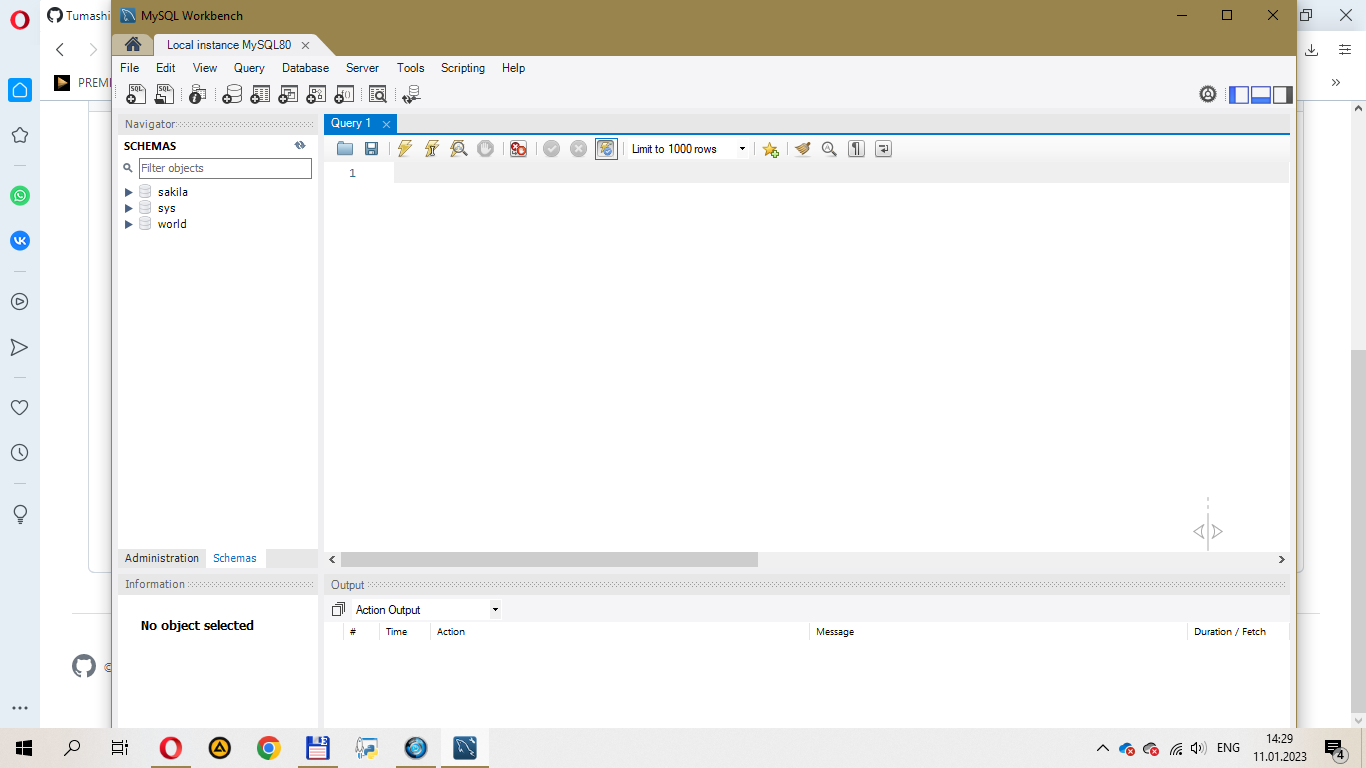 Tumashi
MySQL Workbench
Local instance MySQL80
File Edit View Query Database Server Tools Scripting Help
PREMI
Navigator
Query 1
SCHEMAS
Filter objects
Limit to 1000 rows
1
sakila
sys
world
Administration Schemas
Information
Output
No object selected
Action Output
# Time Action Message Duration / Fetch
©
ENG
14:29
11.01.2023
4